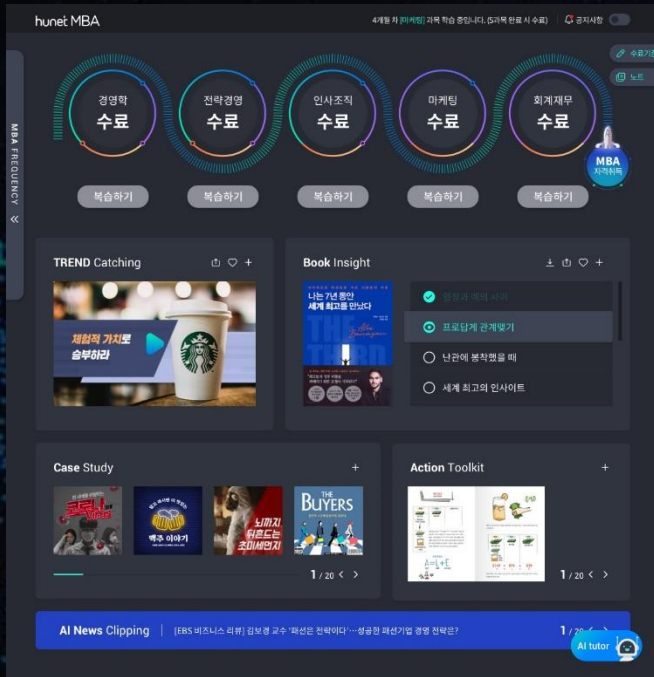 hunet MBA
4개월 차 [마케팅] 과목 학습 중입니다. (5과목 완료 시 수료)
공지사항
수료기준
노트
MBA FREQUENCY
경영학
수료
전략경영
수료
인사조직
수료
마케팅
수료
회계재무
수료
MBA
자격취득
복습하기
복습하기
복습하기
복습하기
복습하기
TREND Catching
체험적 가치로
승부하라
Book Insight
나는 7년 동안
세계 최고를 만났다
THE
THIRD
프로답게 관계맺기
난관에 봉착했을 때
세계 최고의 인사이트
Case Study
코로나
맥주 이야기
뇌까지
뒤흔드는
초미세먼지
THE
BUYERS
1 / 20
Action Toolkit
1 / 20
AI News Clipping
[EBS 비즈니스 리뷰] 김보경 교수 '패션은 전략이다'…성공한 패션기업 경영 전략은?
1 / 20
AI tutor